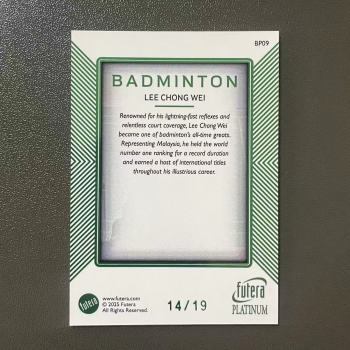 BP09
BADMINTON
LEE CHONG WEI
Renowned for his lightning-fast reflexes and
relentless court coverage, Lee Chong Wei
became one of badminton's all-time greats.
Representing Malaysia, he held the world
number one ranking for a record duration
and earned a host of international titles
throughout his illustrious career.
futera
www.futera.com
© 2025 Futera
All Rights Reserved.
14/19
futera
PLATINUM